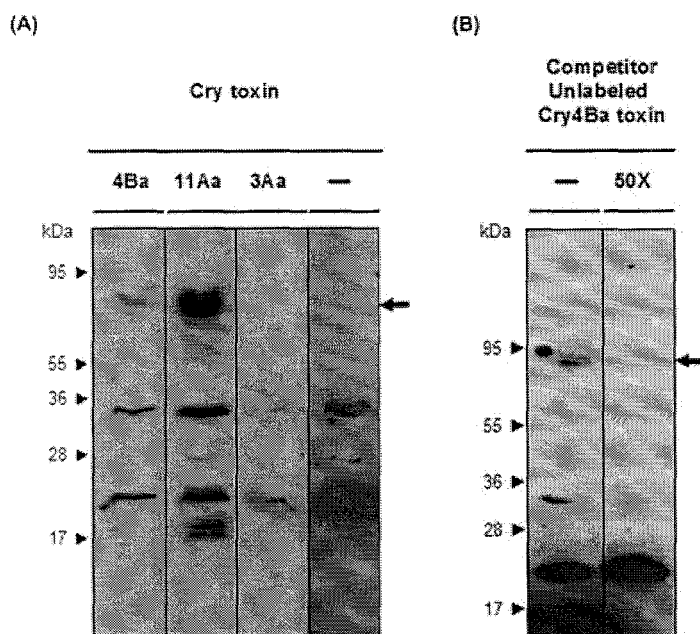 (A)
Cry toxin
4Ba 11Aa 3Aa –
kDa
95
55
36
28
17
(B)
Competitor
Unlabeled
Cry4Ba toxin
– 50X
kDa
95
55
36
28
17